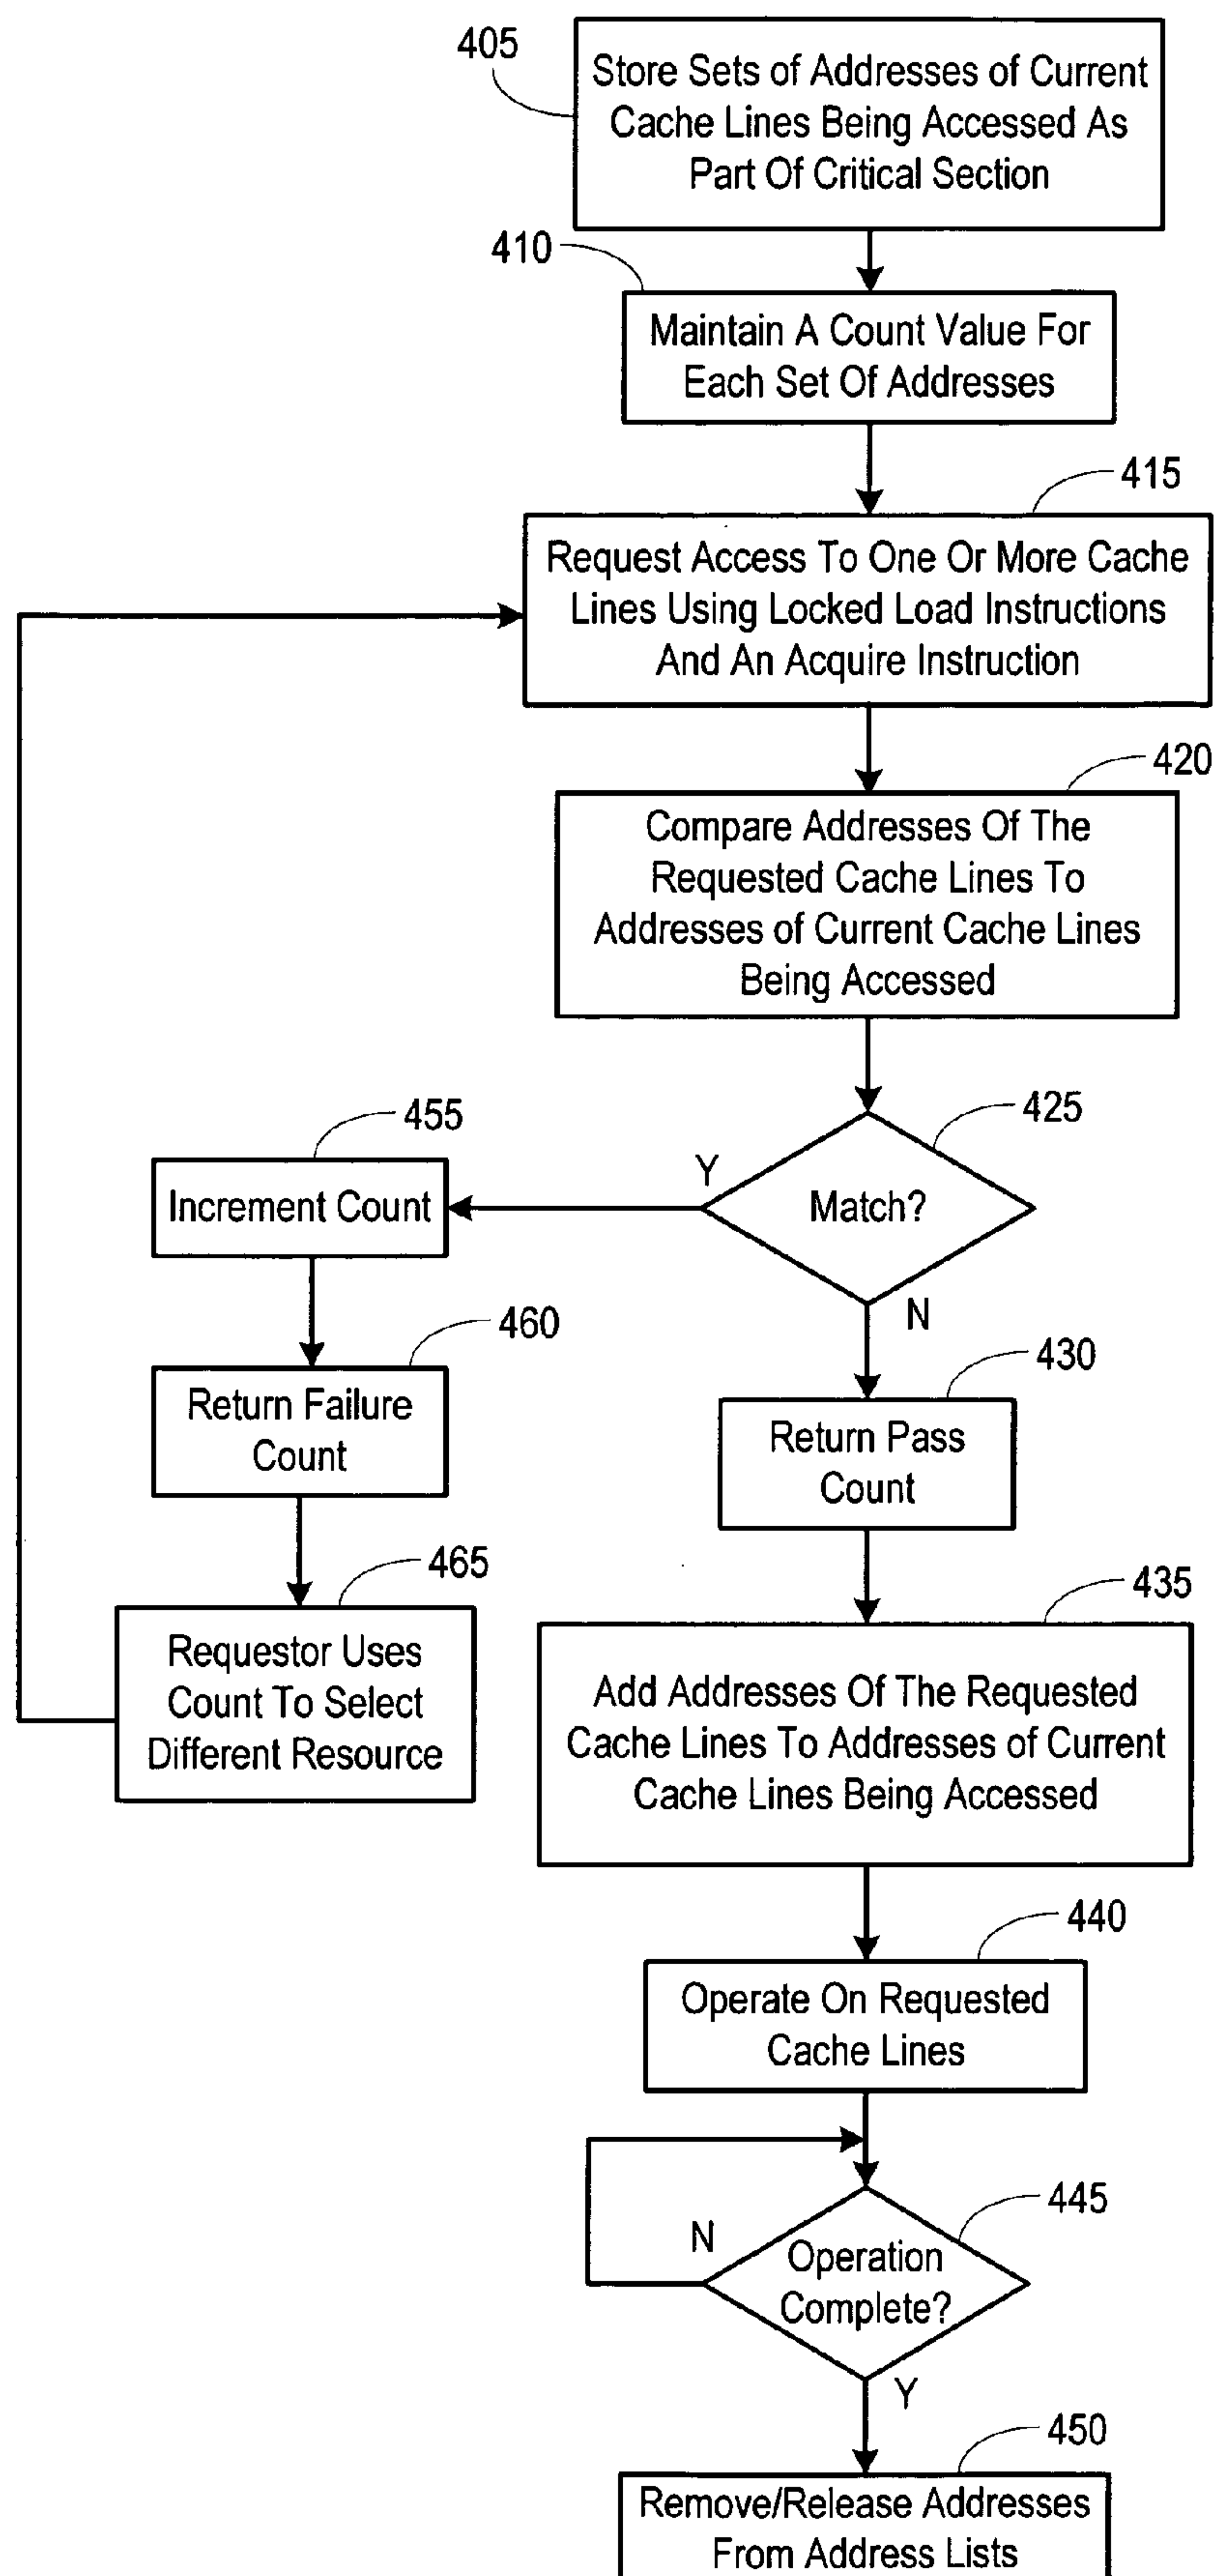 405
Store Sets of Addresses of Current
Cache Lines Being Accessed As
Part Of Critical Section
410
Maintain A Count Value For
Each Set Of Addresses
415
Request Access To One Or More Cache
Lines Using Locked Load Instructions
And An Acquire Instruction
420
Compare Addresses Of The
Requested Cache Lines To
Addresses of Current Cache Lines
Being Accessed
425
Match?
Y
N
455
Increment Count
460
Return Failure
Count
465
Requestor Uses
Count To Select
Different Resource
430
Return Pass
Count
435
Add Addresses Of The Requested
Cache Lines To Addresses of Current
Cache Lines Being Accessed
440
Operate On Requested
Cache Lines
445
Operation
Complete?
N
Y
450
Remove/Release Addresses
From Address Lists